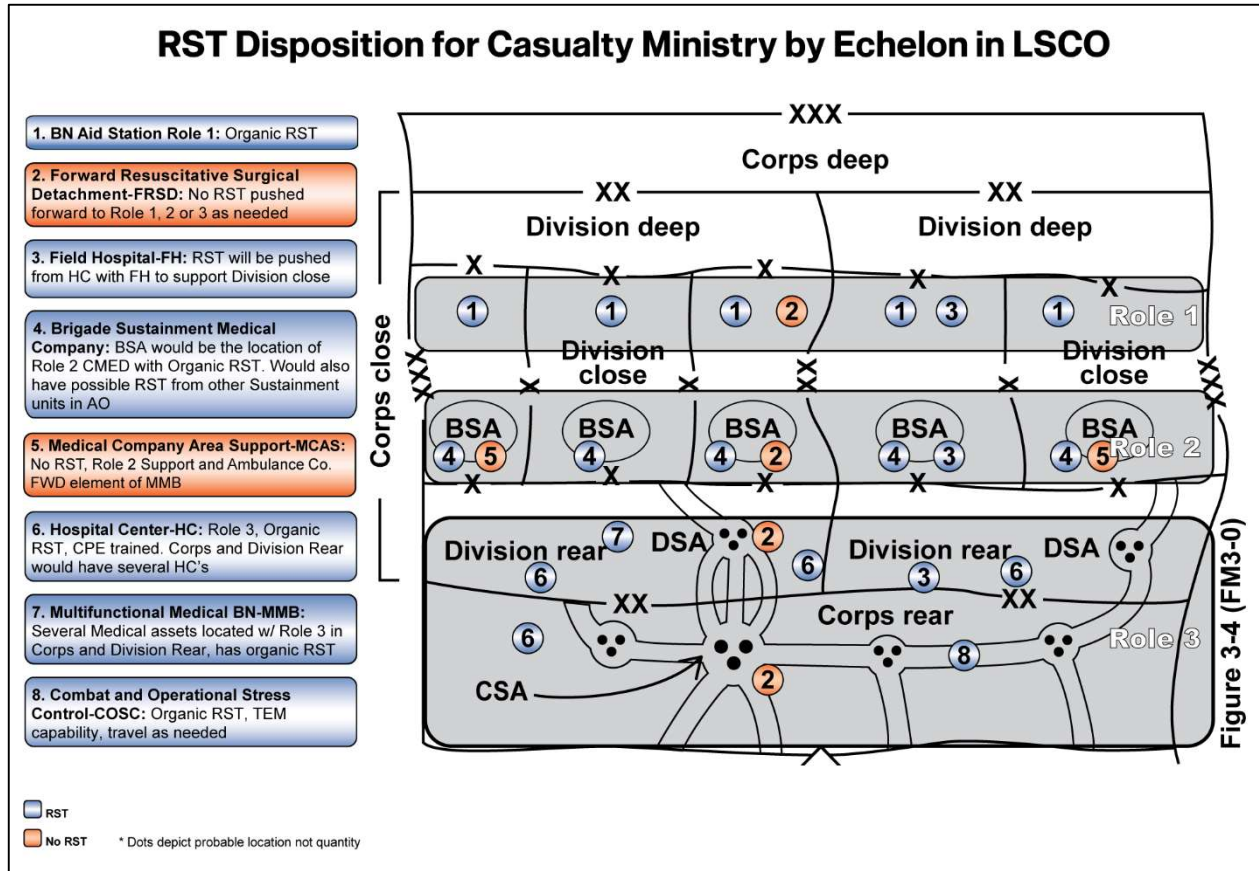 RST Disposition for Casualty Ministry by Echelon in LSCO
1. BN Aid Station Role 1: Organic RST
2. Forward Resuscitative Surgical
Detachment-FRSD: No RST pushed
forward to Role 1, 2 or 3 as needed
3. Field Hospital-FH: RST will be pushed
from HC with FH to support Division close
4. Brigade Sustainment Medical
Company: BSA would be the location of
Role 2 CMED with Organic RST. Would also
have possible RST from other Sustainment
units in AO
5. Medical Company Area Support-MCAS:
No RST, Role 2 Support and Ambulance Co.
FWD element of MMB
6. Hospital Center-HC: Role 3, Organic
RST, CPE trained. Corps and Division Rear
would have several HC's
7. Multifunctional Medical BN-MMB:
Several Medical assets located w/ Role 3 in
Corps and Division Rear, has organic RST
8. Combat and Operational Stress
Control-COSC: Organic RST, TEM
capability, travel as needed
RST
No RST
* Dots depict probable location not quantity
Corps close
XXX
Corps deep
XX XX
Division deep Division deep
X X X X X
1 1 1 2 1 3 1 Role 1
Division close
Division close
XXX X X XX X XXX
BSA BSA BSA BSA BSA
4 5 4 4 2 4 3 4 5 Role 2
X X X X X
7 DSA 2 DSA
Division rear 6 Division rear 6
6 3
XX XX
Corps rear
6 8 Role 3
CSA 2
Figure 3-4 (FM3-0)